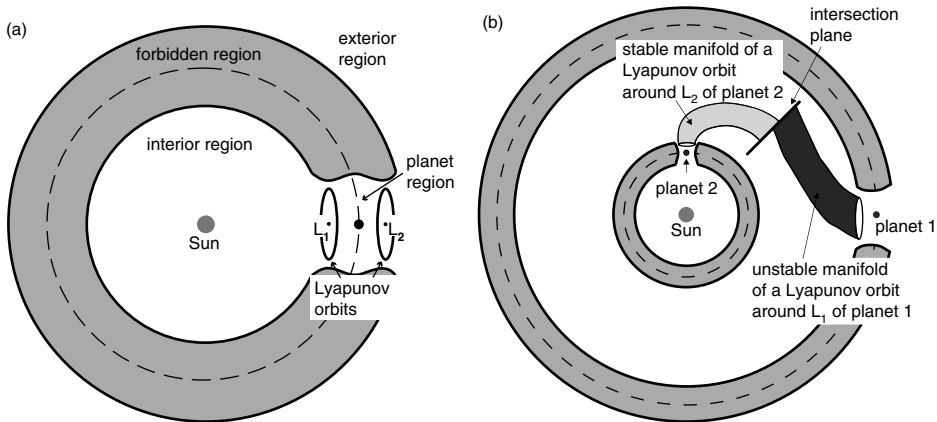 (a)
forbidden region
exterior
region
interior region
planet
region
L1
L2
Sun
Lyapunov
orbits
(b)
intersection
plane
stable manifold of a
Lyapunov orbit
around L2 of planet 2
planet 2
Sun
planet 1
unstable manifold
of a Lyapunov orbit
around L1 of planet 1